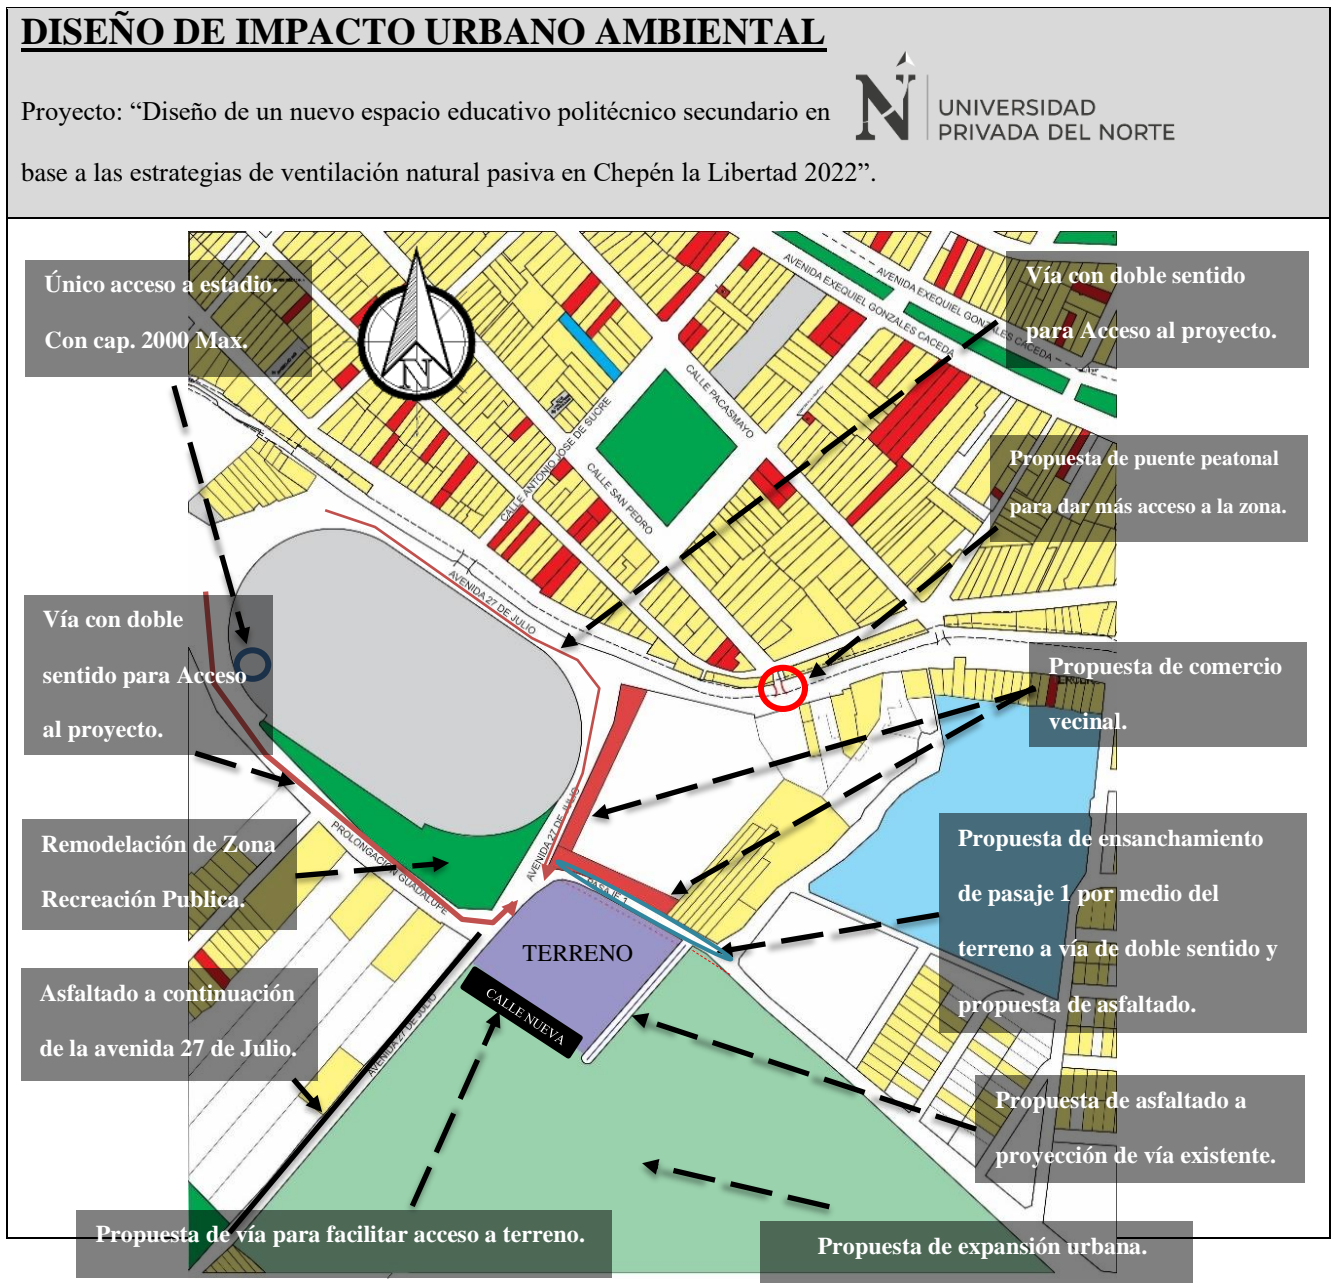 DISEÑO DE IMPACTO URBANO AMBIENTAL
Proyecto: “Diseño de un nuevo espacio educativo politécnico secundario en
base a las estrategias de ventilación natural pasiva en Chepén la Libertad 2022”.
N
UNIVERSIDAD
PRIVADA DEL NORTE
Único acceso a estadio.
Con cap. 2000 Max.
N
AVENIDA EXEQUIEL GONZALES CACEDA
AVENIDA EXEQUIEL GONZALES CACEDA
Vía con doble sentido
para Acceso al proyecto.
CALLE PACASMAYO
CALLE ANTONIO JOSE DE SUCRE
CALLE SAN PEDRO
Propuesta de puente peatonal
para dar más acceso a la zona.
AVENIDA 27 DE JULIO
Vía con doble
sentido para Acceso
al proyecto.
Propuesta de comercio
vecinal.
AVENIDA 27 DE JULIO
PROLONGACIÓN GUADALUPE
Remodelación de Zona
Recreación Publica.
PASAJE 1
Propuesta de ensanchamiento
de pasaje 1 por medio del
terreno a vía de doble sentido y
propuesta de asfaltado.
TERRENO
CALLE NUEVA
Asfaltado a continuación
de la avenida 27 de Julio.
AVENIDA 27 DE JULIO
Propuesta de asfaltado a
proyección de vía existente.
Propuesta de vía para facilitar acceso a terreno.
Propuesta de expansión urbana.